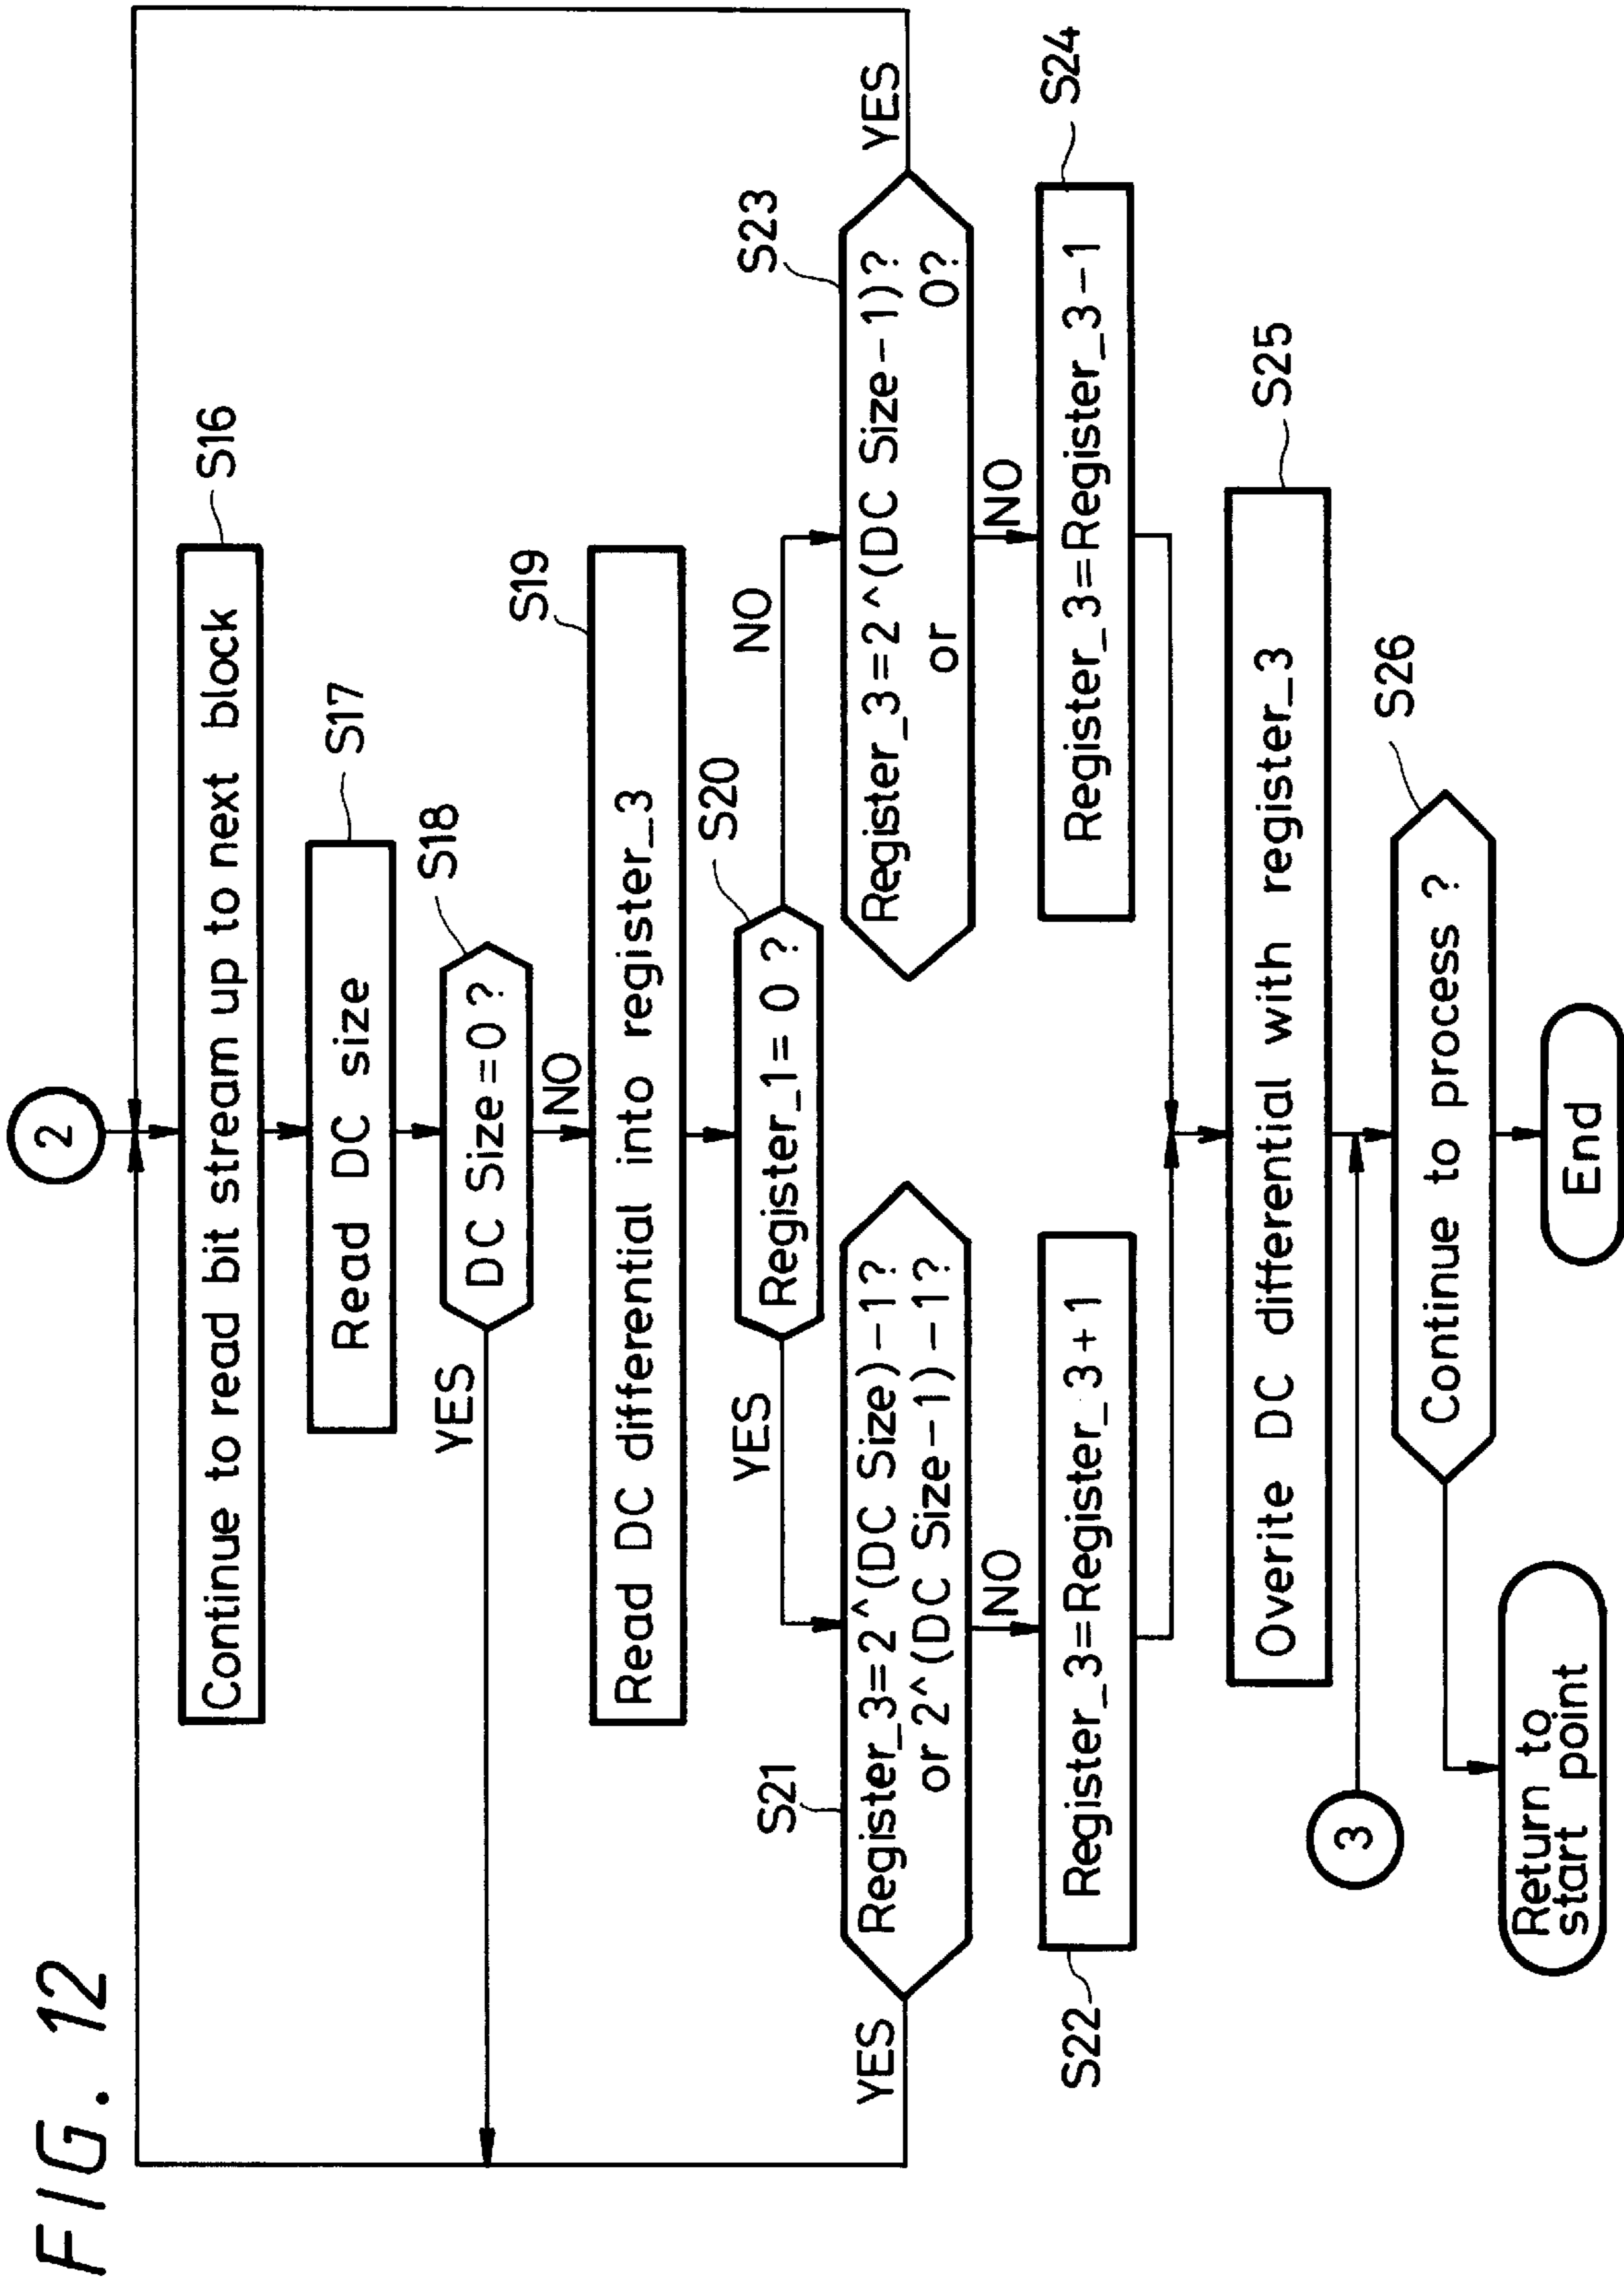 FIG. 12
2
Continue to read bit stream up to next block
S16
Read DC size
S17
DC Size=0 ?
S18
YES
NO
Read DC differential into register_3
S19
Register_1= 0 ?
S20
YES
NO
S21
Register_3=2^(DC Size)-1?
or 2^(DC Size-1)-1?
YES
NO
S23
Register_3=2^(DC Size-1)?
or 0?
YES
NO
S22
Register_3=Register_3+1
Register_3=Register_3-1
S24
Overite DC differential with register_3
S25
3
Continue to process ?
S26
Return to
start point
End